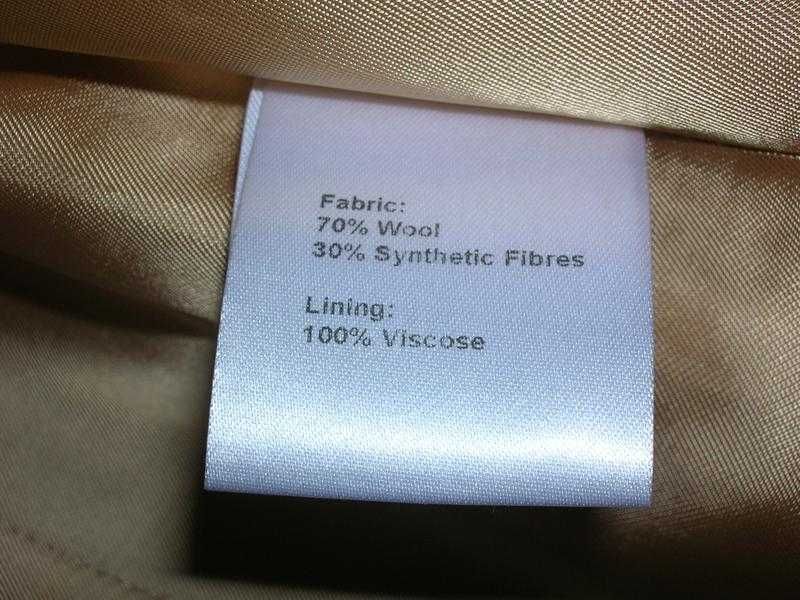 Fabric:
70% Wool
30% Synthetic Fibres
Lining:
100% Viscose